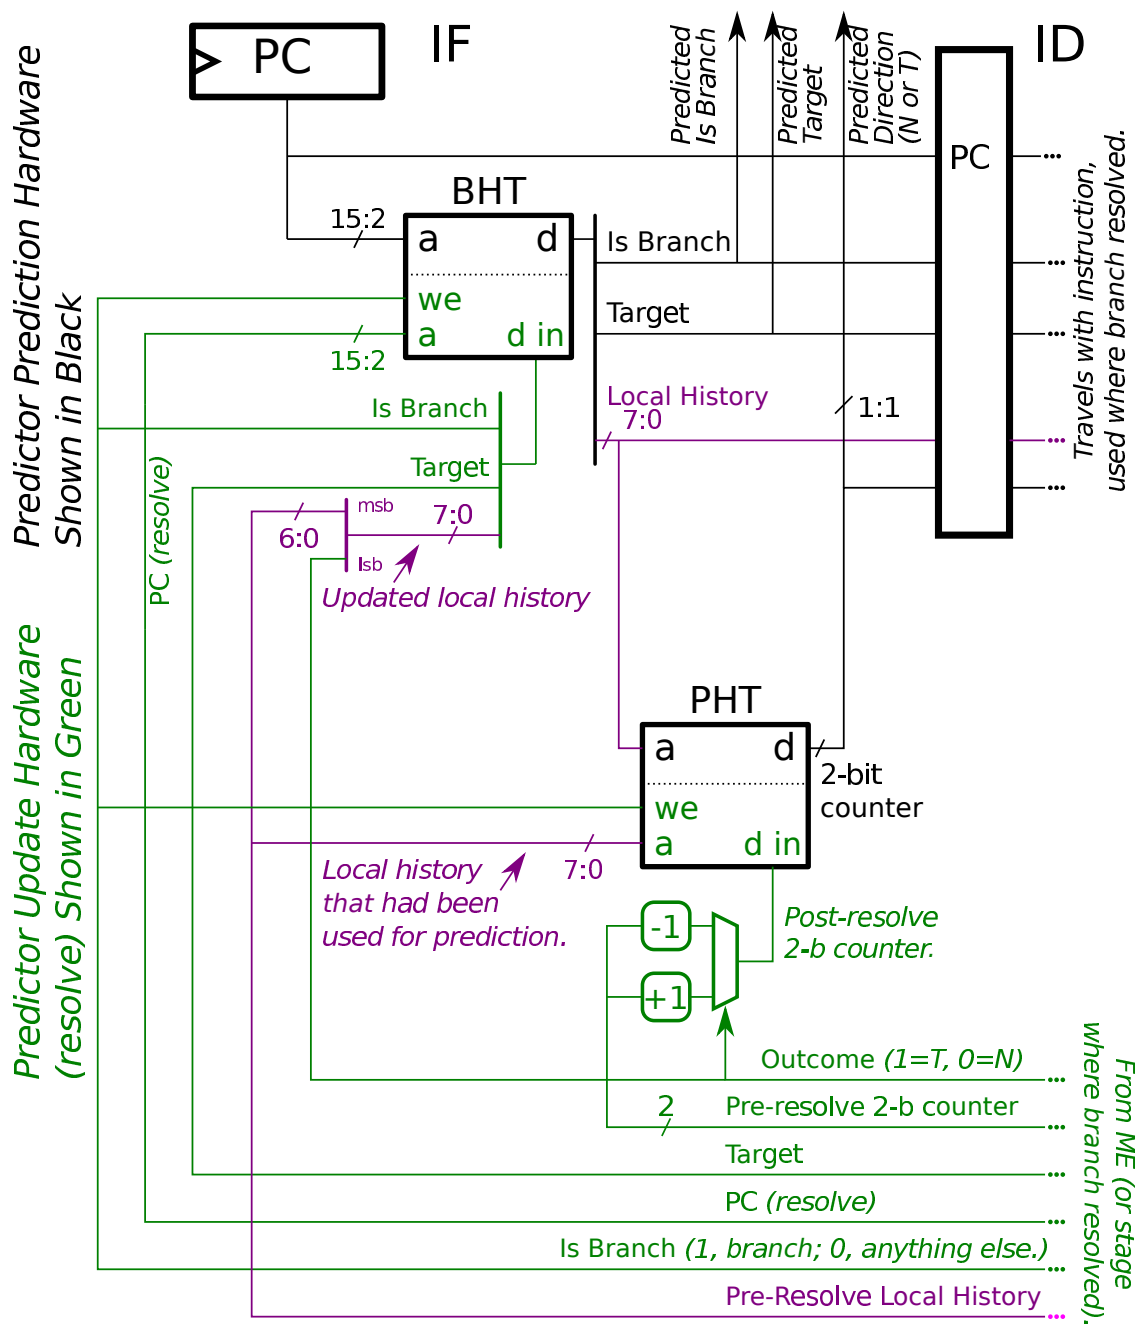 PC
IF
ID
Predicted
Is Branch
Predicted
Target
Predicted
Direction
(N or T)
Predictor Prediction Hardware
Shown in Black
PC
...
Travels with instruction,
used where branch resolved.
BHT
15:2
a
d
Is Branch
...
we
a
d in
15:2
Target
...
Is Branch
Local History
7:0
1:1
...
Target
...
PC (resolve)
msb
7:0
6:0
lsb
Updated local history
Predictor Update Hardware
(resolve) Shown in Green
PHT
a
d
2-bit
counter
we
a
d in
7:0
Local history
that had been
used for prediction.
-1
+1
Post-resolve
2-b counter.
Outcome (1=T, 0=N)
...
Pre-resolve 2-b counter
2
...
Target
...
PC (resolve)
...
Is Branch (1, branch; 0, anything else.)
...
Pre-Resolve Local History
...
From ME (or stage
where branch resolved).